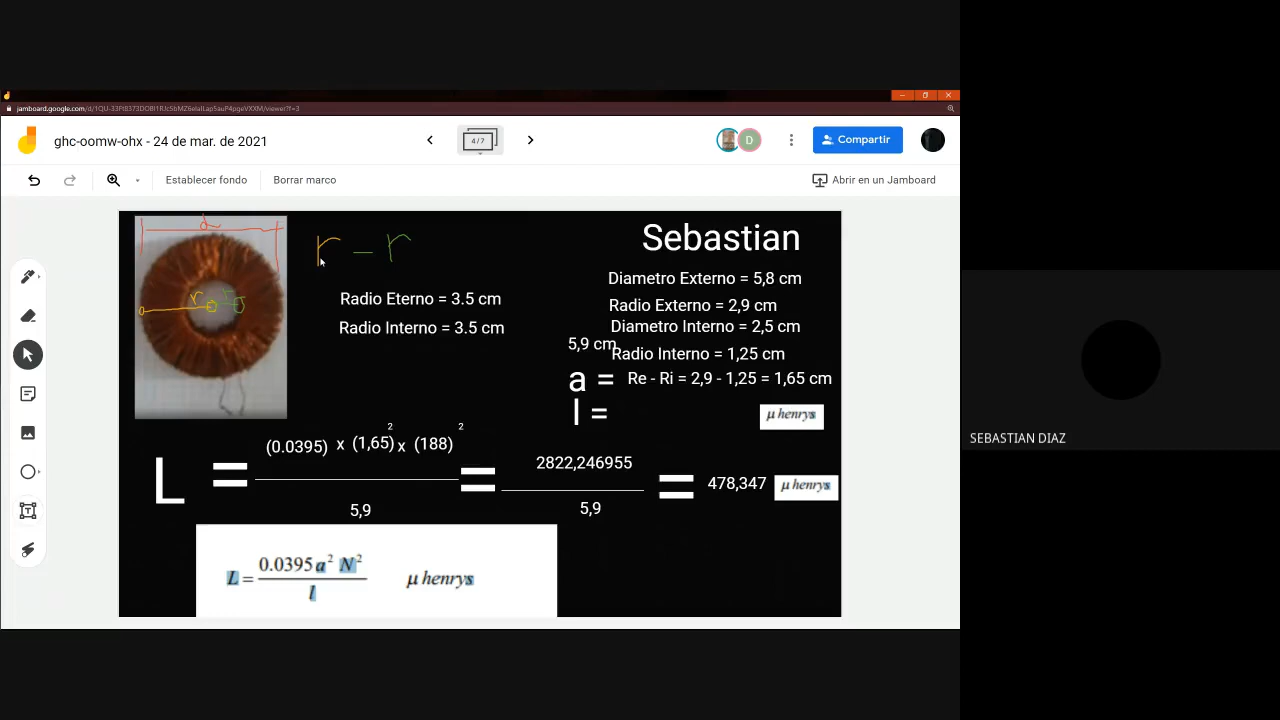 ghc-oomw-ohx - 24 de mar. de 2021
4/7
D
Compartir
Establecer fondo
Borrar marco
Abrir en un Jamboard
d
r - r
r r
Sebastian
Diametro Externo = 5,8 cm
Radio Externo = 2,9 cm
Diametro Interno = 2,5 cm
Radio Interno = 1,25 cm
Radio Eterno = 3.5 cm
Radio Interno = 3.5 cm
5,9 cm
a = Re - Ri = 2,9 - 1,25 = 1,65 cm
l = μ henrys
L = (0.0395) x (1,65)² x (188)² = 2822,246955 = 478,347 μ henrys
5,9 5,9
L = 0.0395 a² N² μ henrys
l
SEBASTIAN DIAZ